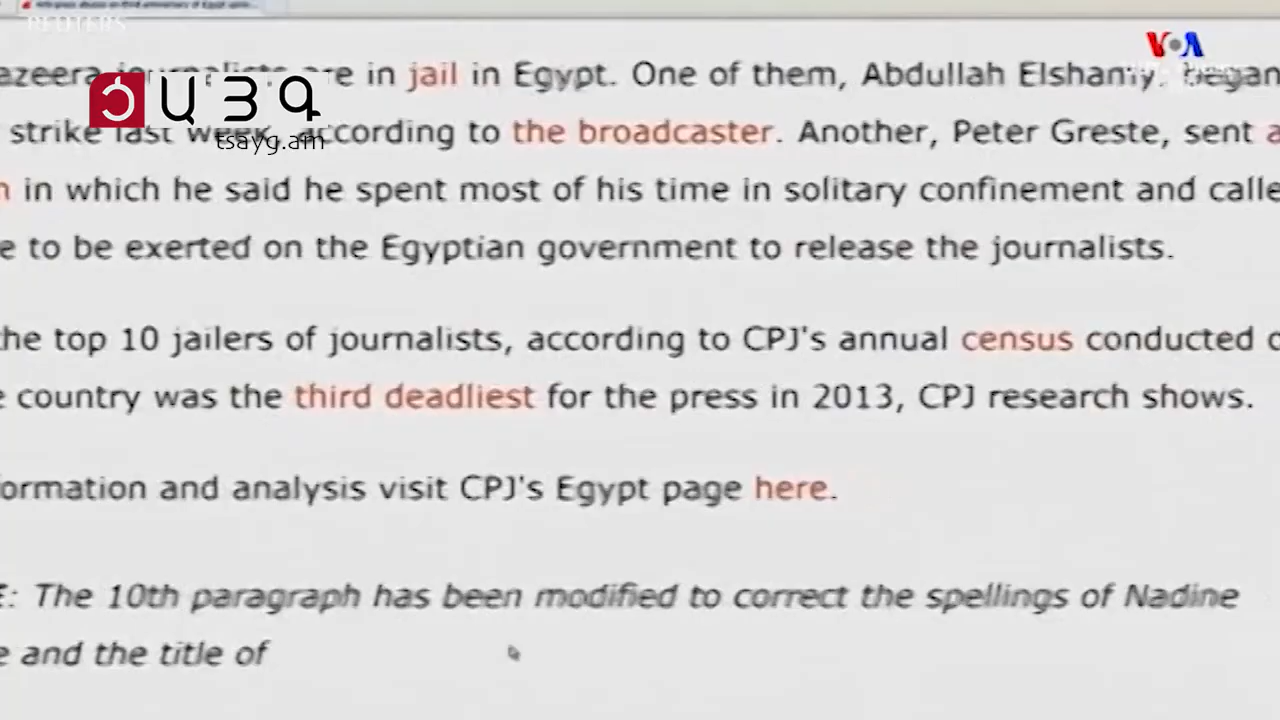 REUTERS
VOA
azeera journalists are in jail in Egypt. One of them, Abdullah Elshamy, began
ՑԱՅԳ
strike last week, according to the broadcaster. Another, Peter Greste, sent a
tsayg.am
n in which he said he spent most of his time in solitary confinement and calle
e to be exerted on the Egyptian government to release the journalists.
the top 10 jailers of journalists, according to CPJ's annual census conducted o
e country was the third deadliest for the press in 2013, CPJ research shows.
formation and analysis visit CPJ's Egypt page here.
E: The 10th paragraph has been modified to correct the spellings of Nadine
e and the title of